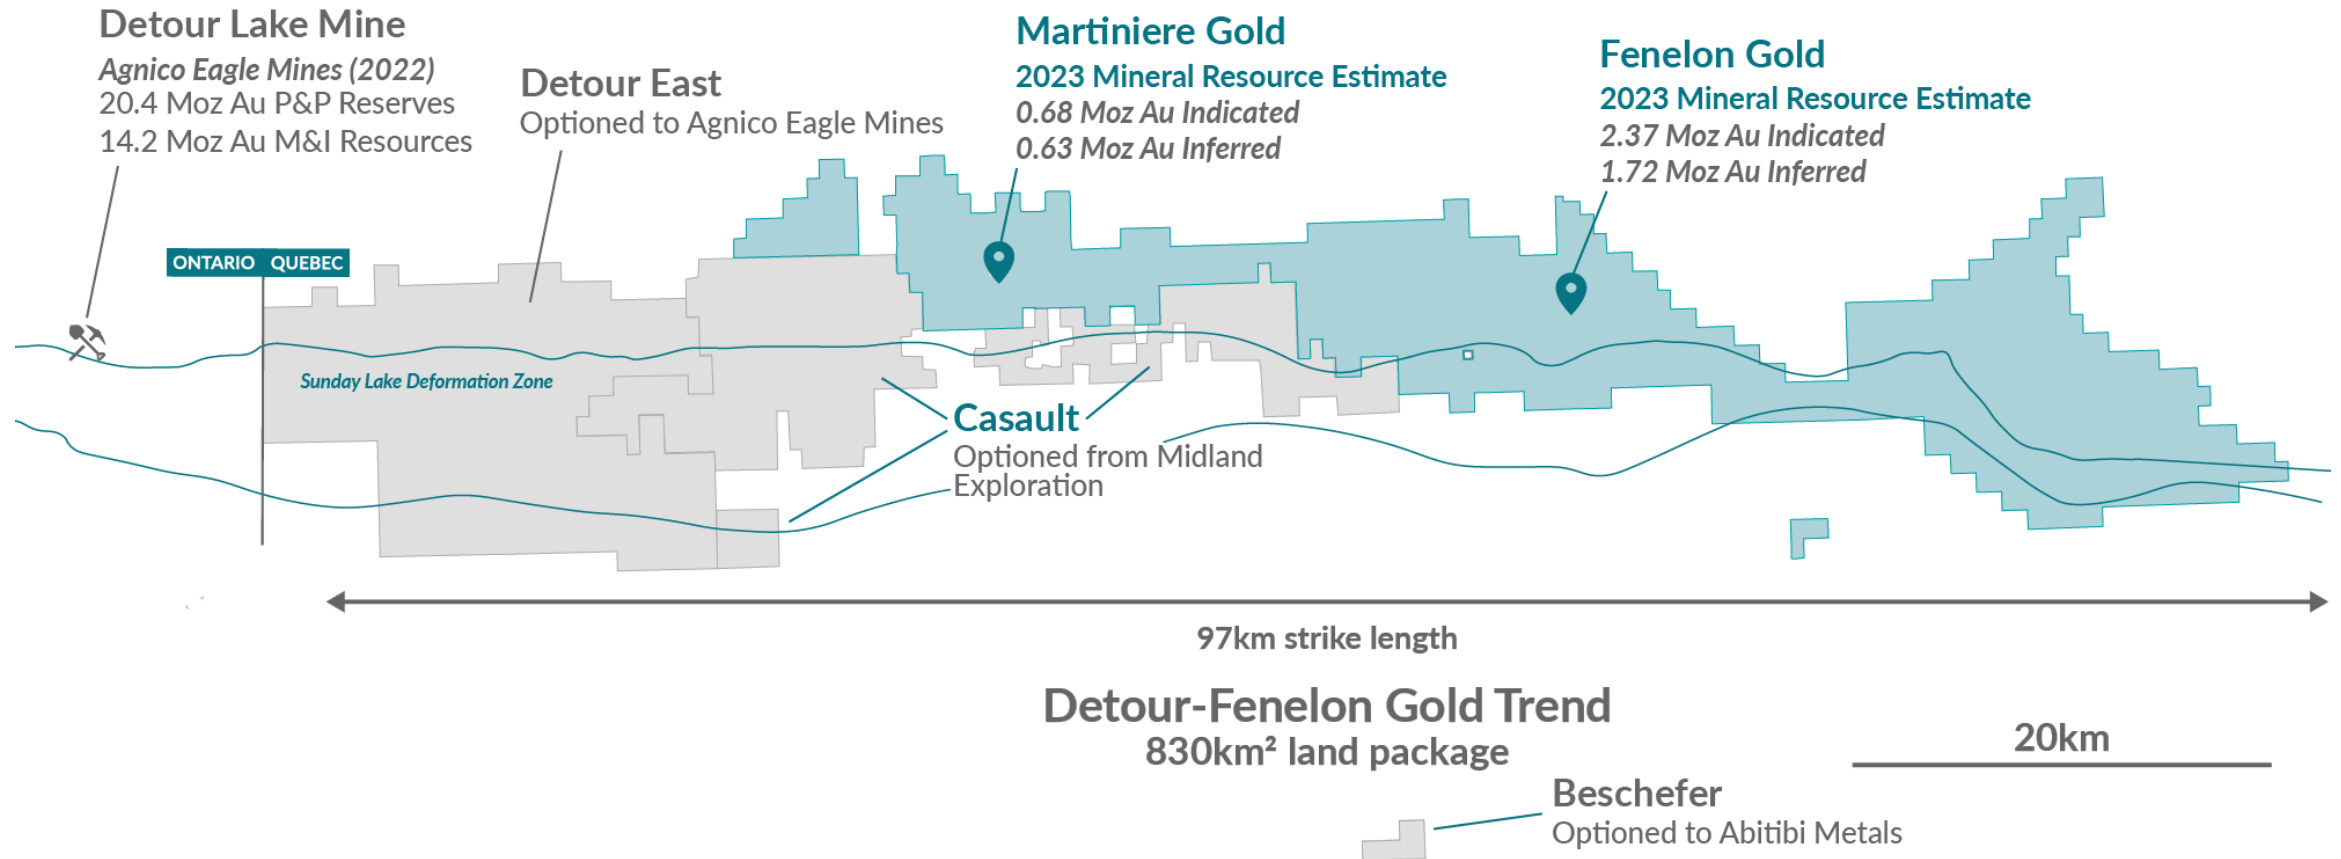 Detour Lake Mine
Agnico Eagle Mines (2022)
20.4 Moz Au P&P Reserves
14.2 Moz Au M&I Resources
Detour East
Optioned to Agnico Eagle Mines
Martiniere Gold
2023 Mineral Resource Estimate
0.68 Moz Au Indicated
0.63 Moz Au Inferred
Fenelon Gold
2023 Mineral Resource Estimate
2.37 Moz Au Indicated
1.72 Moz Au Inferred
ONTARIO QUEBEC
Sunday Lake Deformation Zone
Casault
Optioned from Midland
Exploration
97km strike length
Detour-Fenelon Gold Trend
830km² land package
20km
Beschefer
Optioned to Abitibi Metals